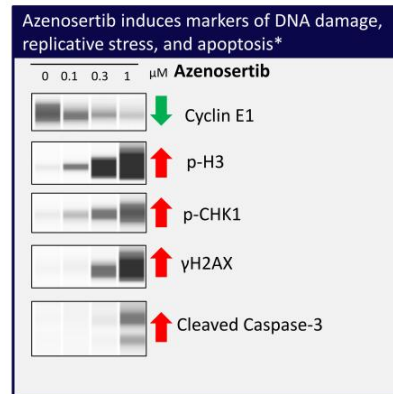 Azenosertib induces markers of DNA damage,
replicative stress, and apoptosis*
0 0.1 0.3 1 μM Azenosertib
Cyclin E1
p-H3
p-CHK1
γH2AX
Cleaved Caspase-3